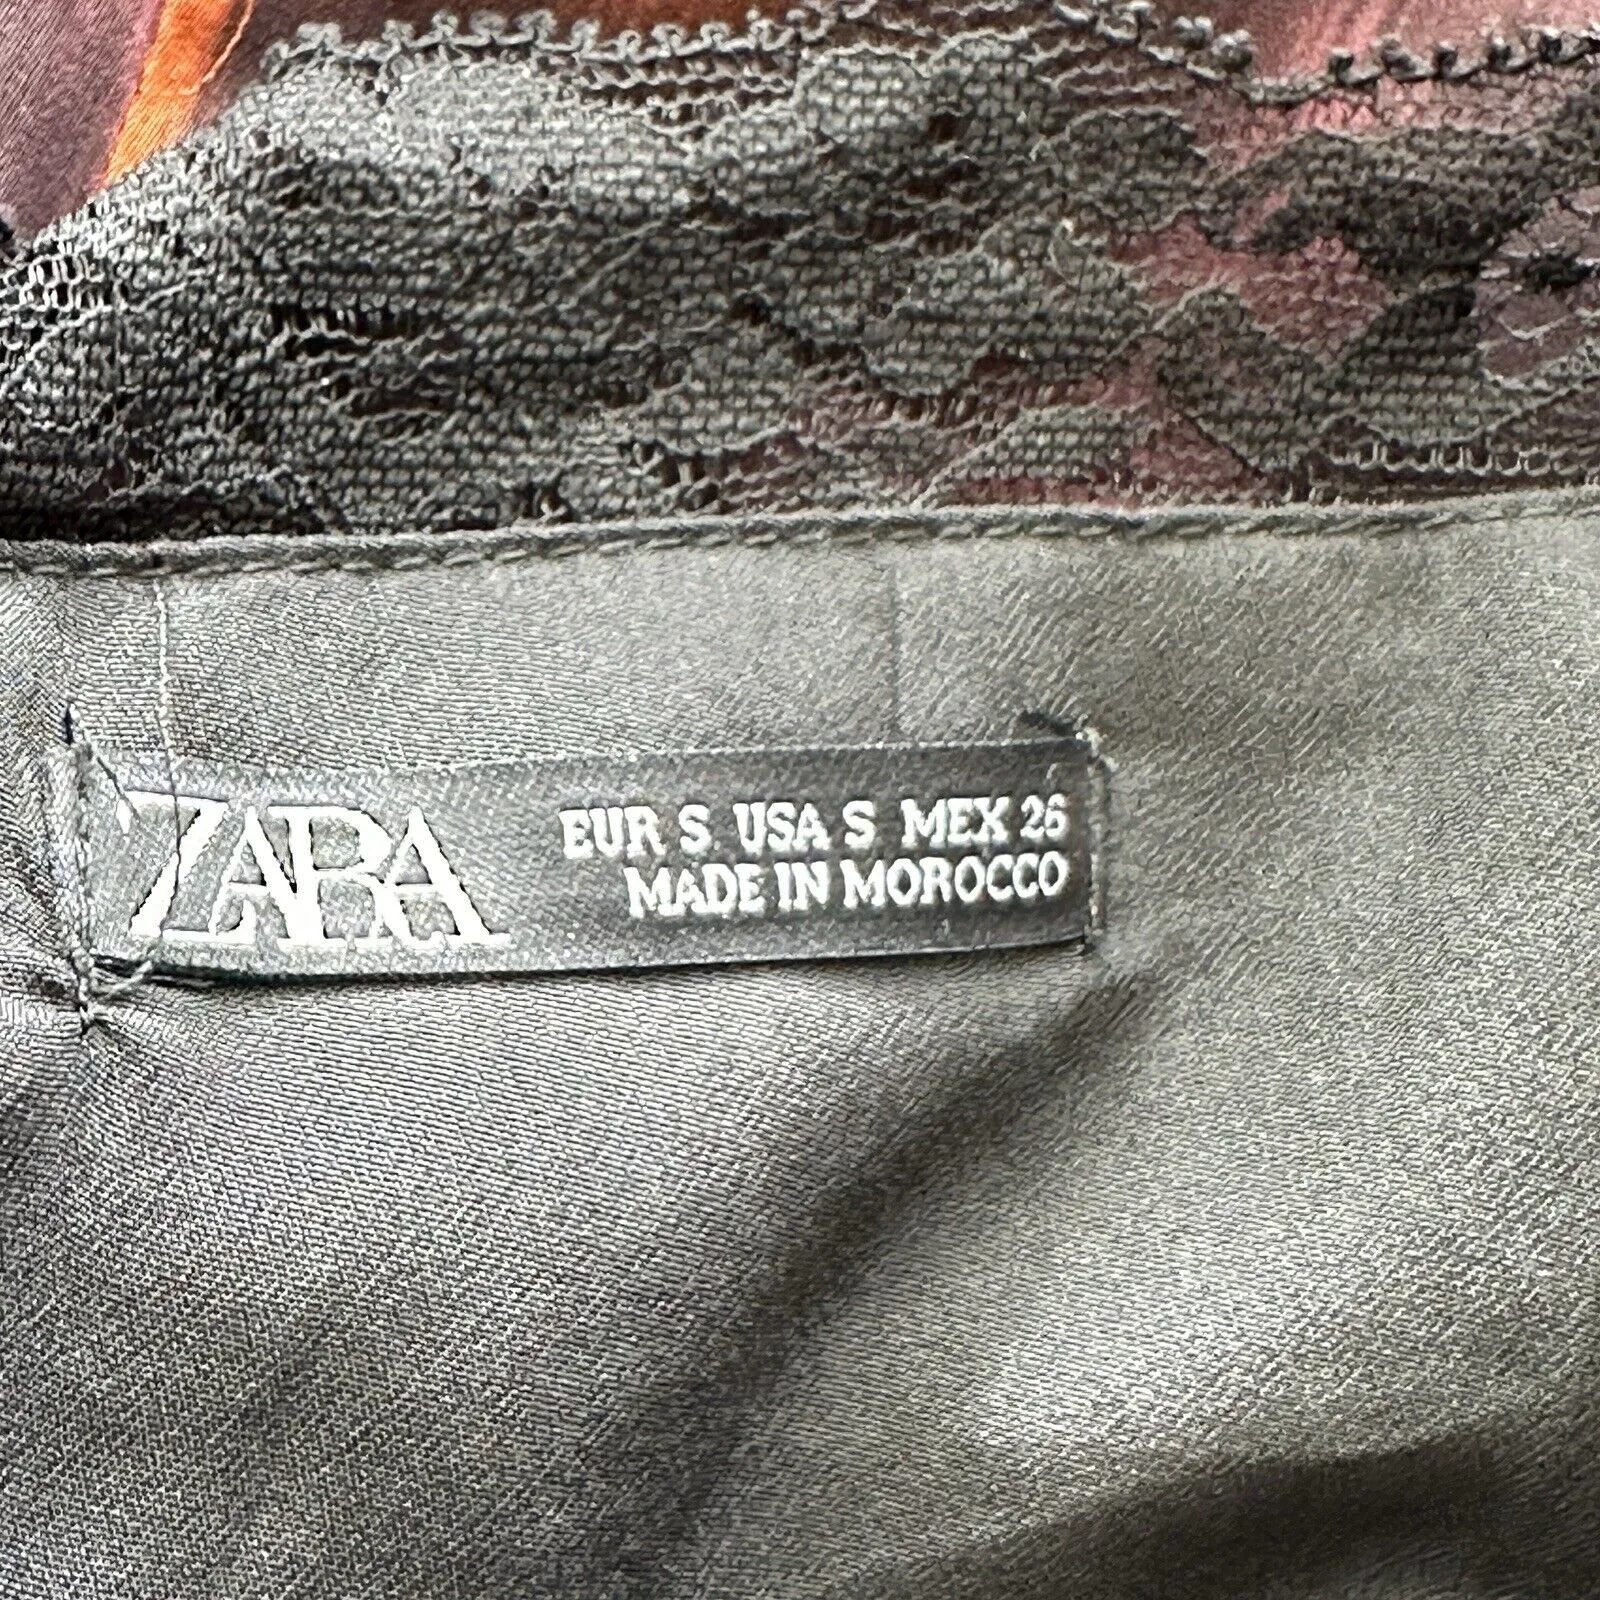 ZARA
EUR S USA S MEX 26
MADE IN MOROCCO